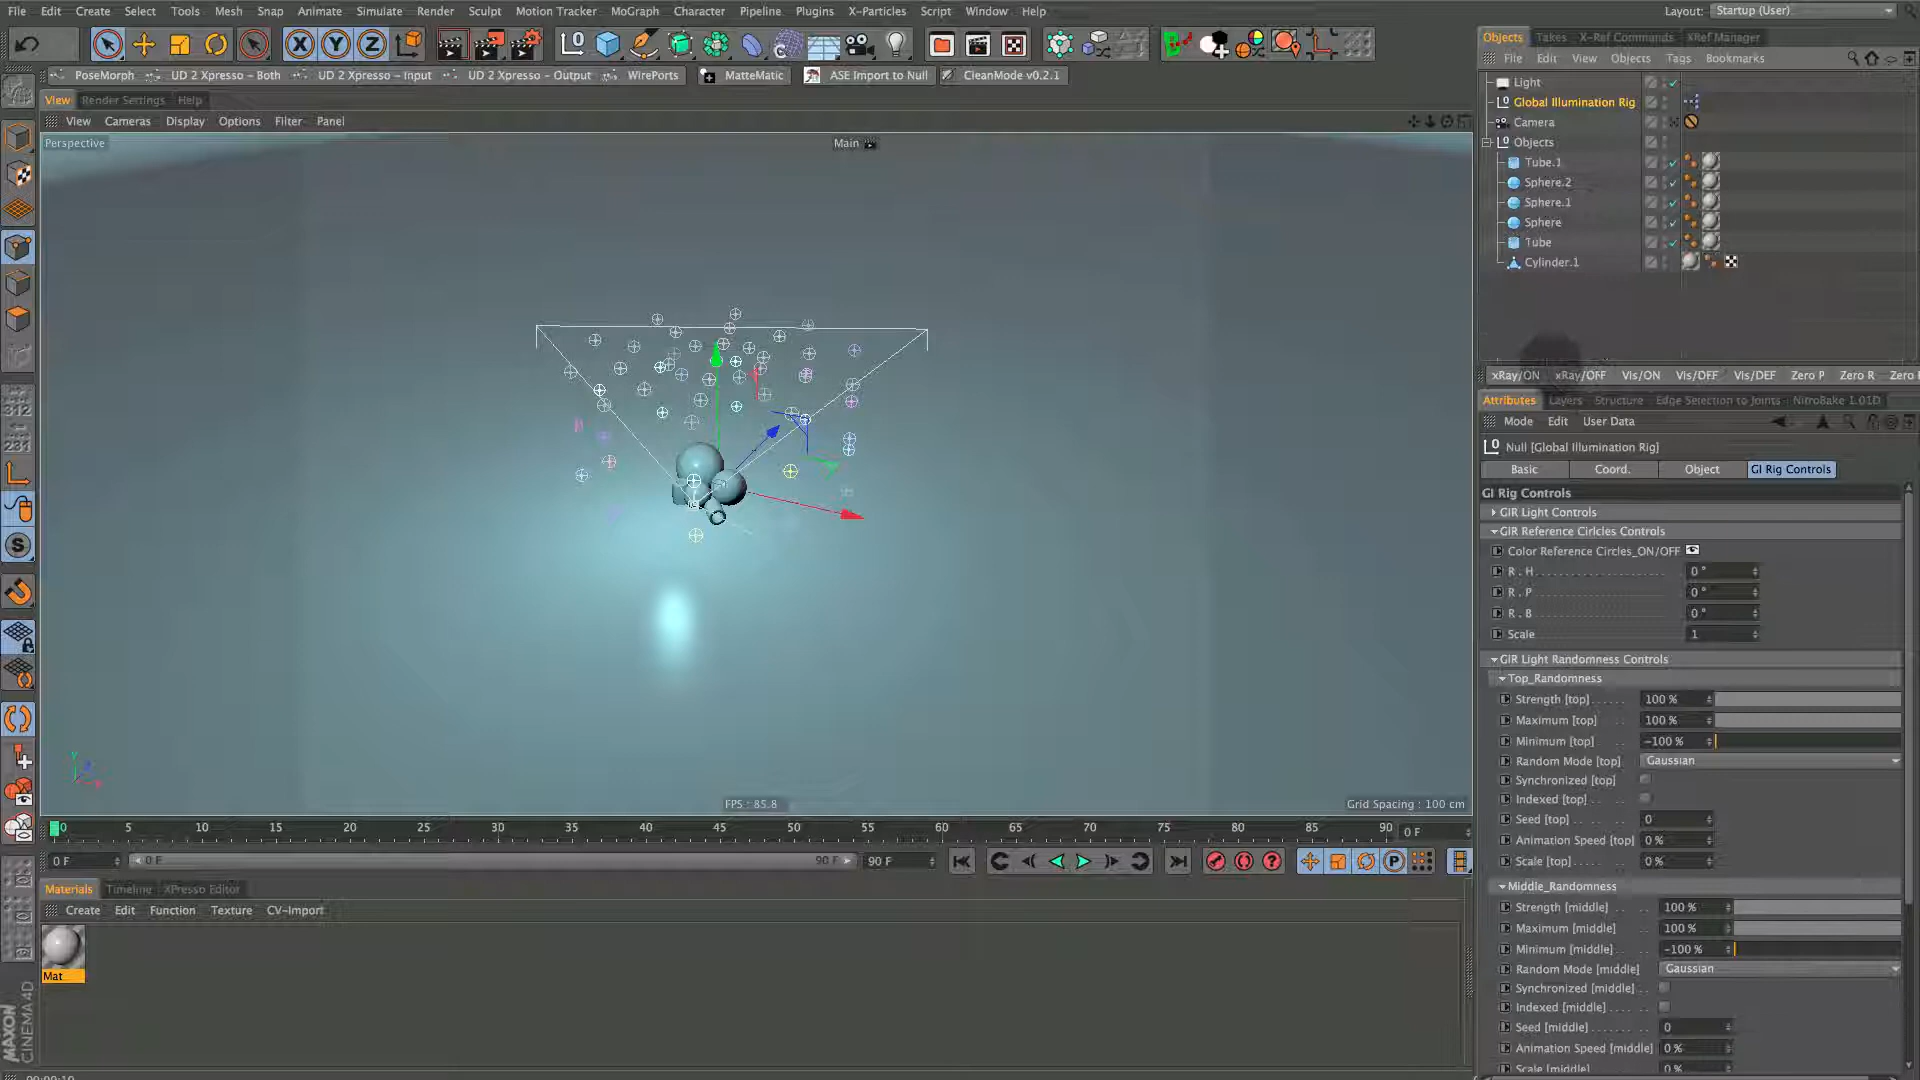 File Edit Create Select Tools Mesh Snap Animate Simulate Render Sculpt Motion Tracker MoGraph Character Pipeline Plugins X-Particles Script Window Help
Layout: Startup (User)
PoseMorph UD 2 Xpresso - Both UD 2 Xpresso - Input UD 2 Xpresso - Output WirePorts MatteMatic ASE Import to Null CleanMode v0.2.1
View Render Settings Help
View Cameras Display Options Filter Panel
Perspective
Main
FPS : 85.8
Grid Spacing : 100 cm
0 5 10 15 20 25 30 35 40 45 50 55 60 65 70 75 80 85 90 0 F
0 F 0 F 90 F 90 F
Materials Timeline XPresso Editor
Create Edit Function Texture CV-Import
Mat
MAXON CINEMA4D
Objects Takes X-Ref Commands XRef Manager
File Edit View Objects Tags Bookmarks
Light
Global Illumination Rig
Camera
Objects
Tube.1
Sphere.2
Sphere.1
Sphere
Tube
Cylinder.1
xRay/ON xRay/OFF Vis/ON Vis/OFF Vis/DEF Zero P Zero R Zero
Attributes Layers Structure Edge Selection to Joints NitroBake 1.01D
Mode Edit User Data
Null [Global Illumination Rig]
Basic Coord. Object GI Rig Controls
GI Rig Controls
GIR Light Controls
GIR Reference Cirlcles Controls
Color Reference Circles_ON/OFF
R . H 0 °
R . P 0 °
R . B 0 °
Scale 1
GIR Light Randomness Controls
Top_Randomness
Strength [top] 100 %
Maximum [top] 100 %
Minimum [top] -100 %
Random Mode [top] Gaussian
Synchronized [top]
Indexed [top]
Seed [top] 0
Animation Speed [top] 0 %
Scale [top] 0 %
Middle_Randomness
Strength [middle] 100 %
Maximum [middle] 100 %
Minimum [middle] -100 %
Random Mode [middle] Gaussian
Synchronized [middle]
Indexed [middle]
Seed [middle] 0
Animation Speed [middle] 0 %
Scale [middle] 0 %